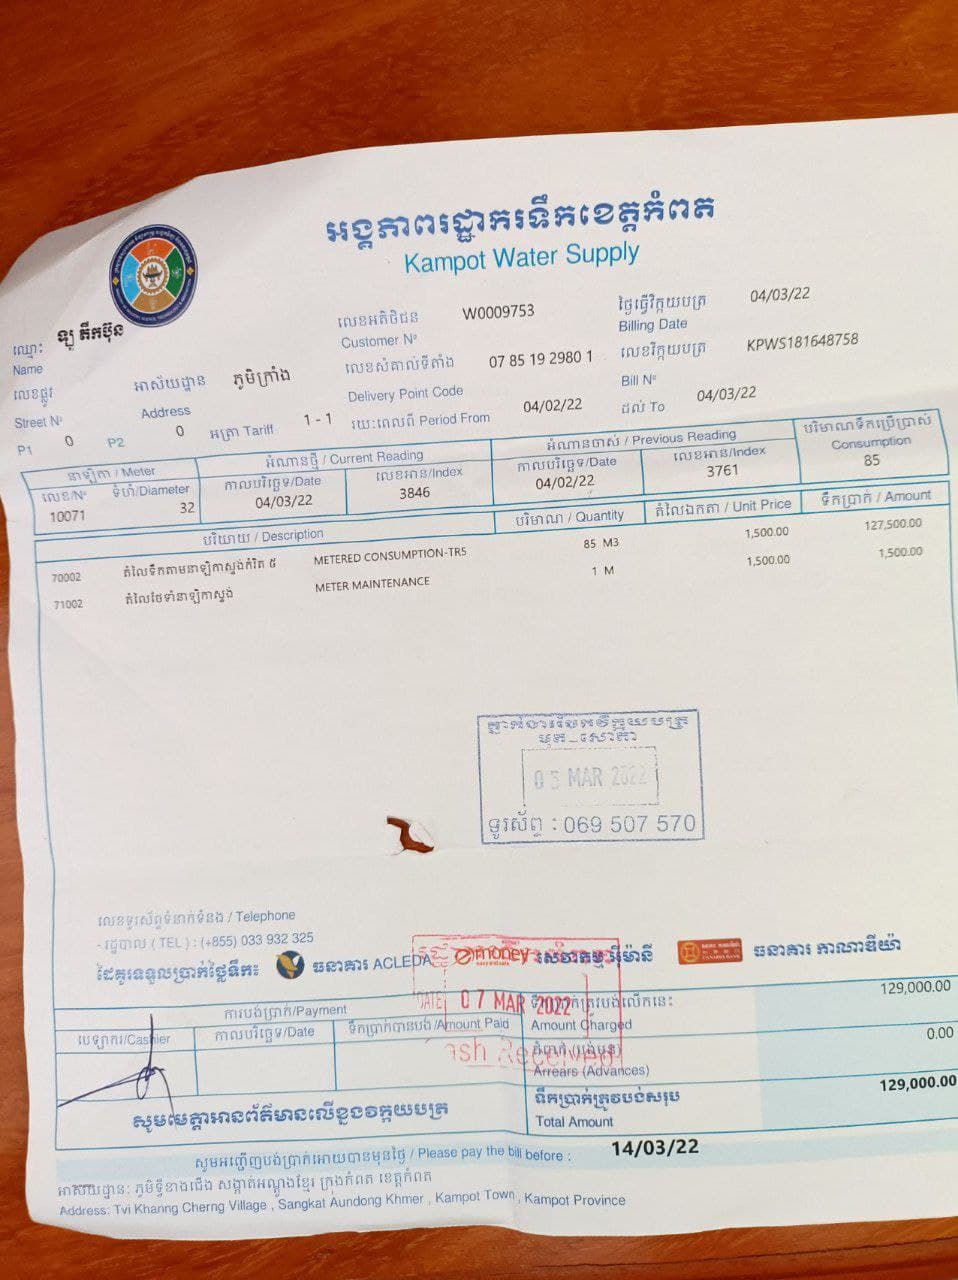 អង្គភាពរដ្ឋាករទឹកខេត្តកំពត
Kampot Water Supply
ឈ្មោះ ឡូ តឹកប៊ុន
Name
លេខអតិថិជន W0009753
Customer Nº
ថ្ងៃធ្វើវិក្កយបត្រ 04/03/22
Billing Date
លេខផ្លូវ
Street Nº
អាស័យដ្ឋាន ភូមិក្រាំង
Address
លេខសំគាល់ទីតាំង 07 85 19 2980 1
Delivery Point Code
លេខវិក្កយបត្រ KPWS181648758
Bill Nº
P1 0 P2 0 អត្រា Tariff 1 - 1 រយៈពេលពី Period From 04/02/22 ដល់ To 04/03/22
នាឡិកា / Meter អំណានថ្មី / Current Reading អំណានចាស់ / Previous Reading បរិមាណទឹកប្រើប្រាស់
Consumption
លេខ/Nº ទំហំ/Diameter កាលបរិច្ឆេទ/Date លេខអាន/Index កាលបរិច្ឆេទ/Date លេខអាន/Index
10071 32 04/03/22 3846 04/02/22 3761 85
បរិយាយ / Description បរិមាណ / Quantity តំលៃឯកតា / Unit Price ទឹកប្រាក់ / Amount
70002 តំលៃទឹកតាមនាឡិកាស្ទង់កំរិត ៥ METERED CONSUMPTION-TR5 85 M3 1,500.00 127,500.00
71002 តំលៃថែទាំនាឡិកាស្ទង់ METER MAINTENANCE 1 M 1,500.00 1,500.00
MAR 2022
ទូរស័ព្ទ : 069 507 570
លេខទូរស័ព្ទទំនាក់ទំនង / Telephone
- រដ្ឋបាល ( TEL ) : (+855) 033 932 325
ដៃគូរទទួលប្រាក់ថ្លៃទឹក៖ ធនាគារ ACLEDA emoney សេវាកម្ម អ៊ីម៉ានី ធនាគារ កាណាឌីយ៉ា
DATE 07 MAR 2022
Cash Received
ការបង់ប្រាក់/Payment
បេឡាករ/Cashier កាលបរិច្ឆេទ/Date ទឹកប្រាក់បានបង់/Amount Paid
ទឹកប្រាក់ត្រូវបង់លើកនេះ 129,000.00
Amount Charged
0.00
Arrears (Advances)
ទឹកប្រាក់ត្រូវបង់សរុប 129,000.00
Total Amount
សូមមេត្តាអានព័ត៌មានលើខ្នងវិក្កយបត្រ
សូមអញ្ជើញបង់ប្រាក់អោយបានមុនថ្ងៃ / Please pay the bill before : 14/03/22
អាស័យដ្ឋាន: ភូមិទ្វីខាងជើង សង្កាត់អណ្តូងខ្មែរ ក្រុងកំពត ខេត្តកំពត
Address: Tvi Khanng Cherng Village , Sangkat Aundong Khmer , Kampot Town , Kampot Province